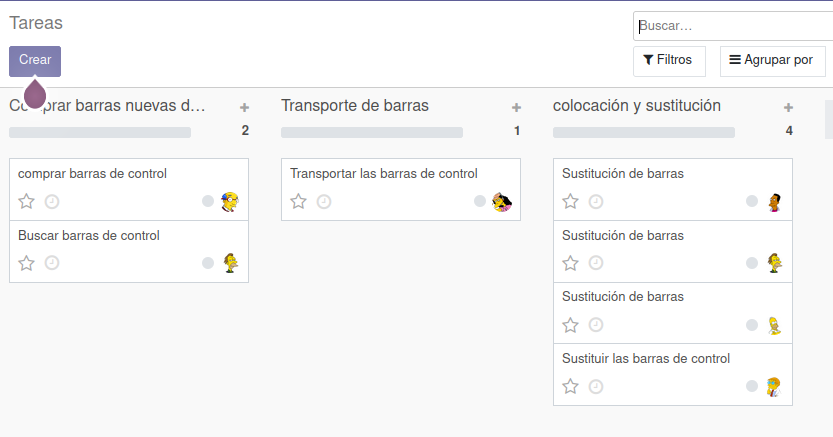 Tareas
Buscar...
Crear
Filtros
Agrupar por
prar barras nuevas d...
2
Transporte de barras
1
colocación y sustitución
4
comprar barras de control
Buscar barras de control
Transportar las barras de control
Sustitución de barras
Sustitución de barras
Sustitución de barras
Sustituir las barras de control